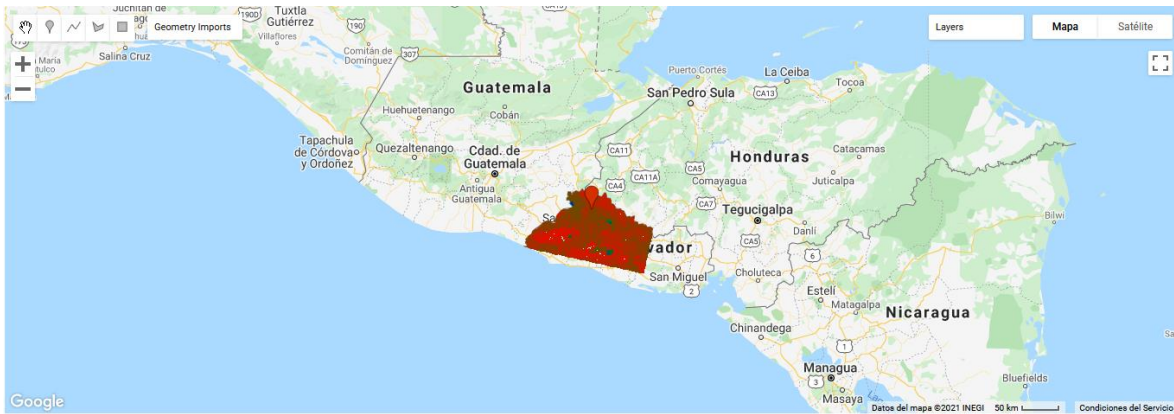 Geometry Imports
Layers
Mapa
Satélite
Juchitán de
Tuxtla
Gutiérrez
190D
190
Villaflores
Comitán de
Domínguez
Salina Cruz
307
Puerto Cortés
La Ceiba
CA13
Tocoa
San Pedro Sula
Guatemala
Cobán
Huehuetenango
Tapachula
de Córdova
y Ordoñez
Quezaltenango
Cdad. de
Guatemala
Antigua
Guatemala
CA11
CA4
CA11A
CA5
Comayagua
CA7
Honduras
Catacamas
Juticalpa
Tegucigalpa
Danlí
CA5
6
Bilwi
vador
San Miguel
2
Choluteca
Estelí
Matagalpa
Nicaragua
Chinandega
1
Managua
3
Masaya
Bluefields
Google
Datos del mapa ©2021 INEGI
50 km
Condiciones del Servicio